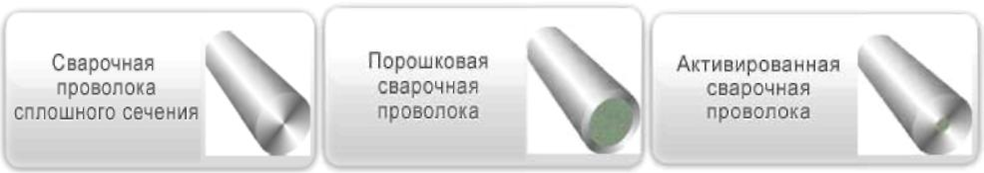 Сварочная
проволока
сплошного сечения
Порошковая
сварочная
проволока
Активированная
сварочная
проволока